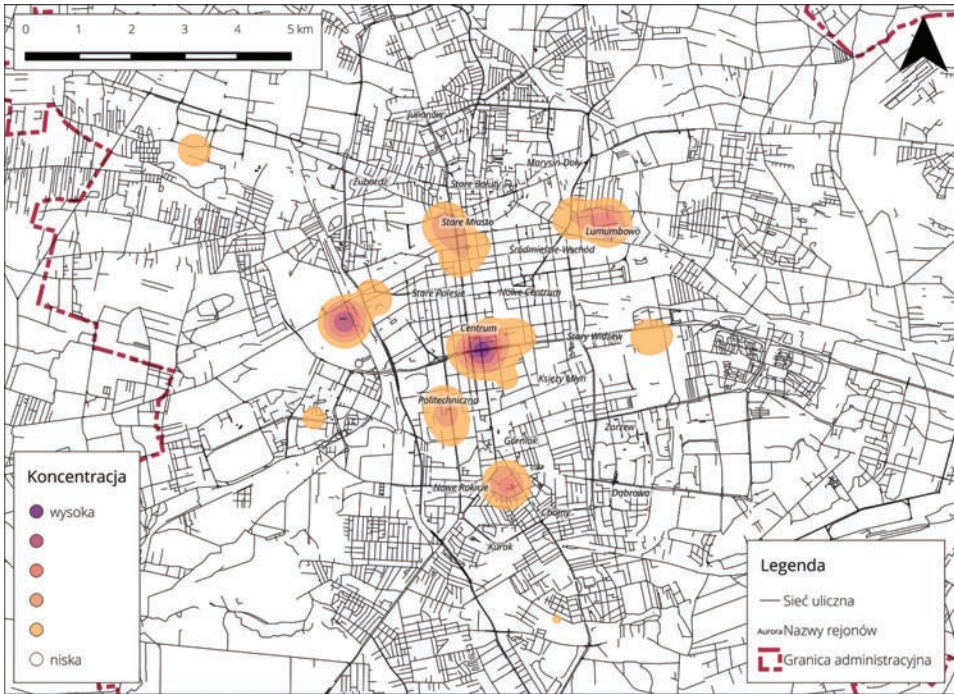 0 1 2 3 4 5 km
Julianów
Marysin-Doły
Żubardź
Stare Bałuty
Stare Miasto
Lumumbowo
Śródmieście-Wschód
Stare Polesie
Nowe Centrum
Centrum
Stary Widzew
Księży Młyn
Politechniczna
Zarzew
Górniak
Nowe Rokicie
Dąbrowa
Chojny
Kurak
Koncentracja
wysoka
niska
Legenda
Sieć uliczna
Aurora Nazwy rejonów
Granica administracyjna